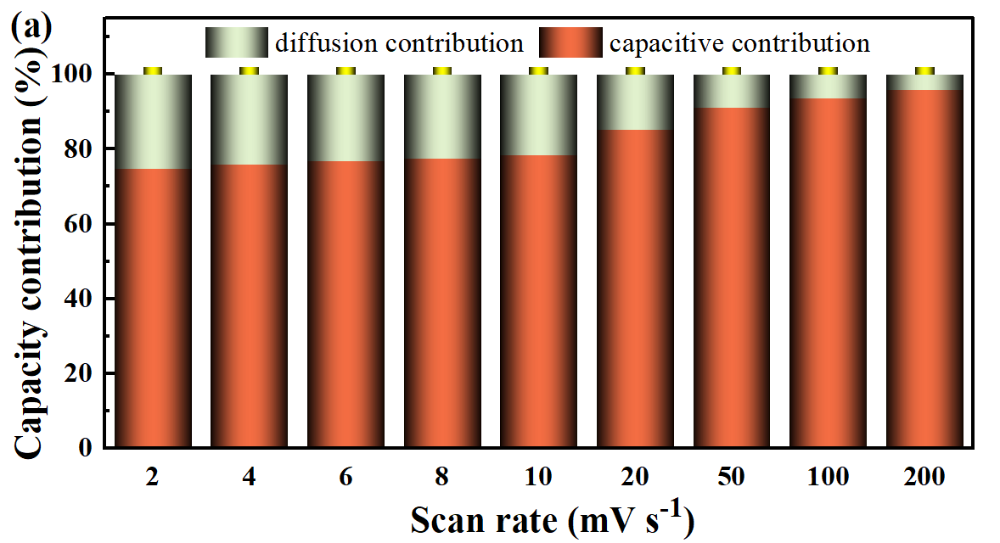 (a)
diffusion contribution
capacitive contribution
Capacity contribution (%)
100
80
60
40
20
0
2 4 6 8 10 20 50 100 200
Scan rate (mV s⁻¹)